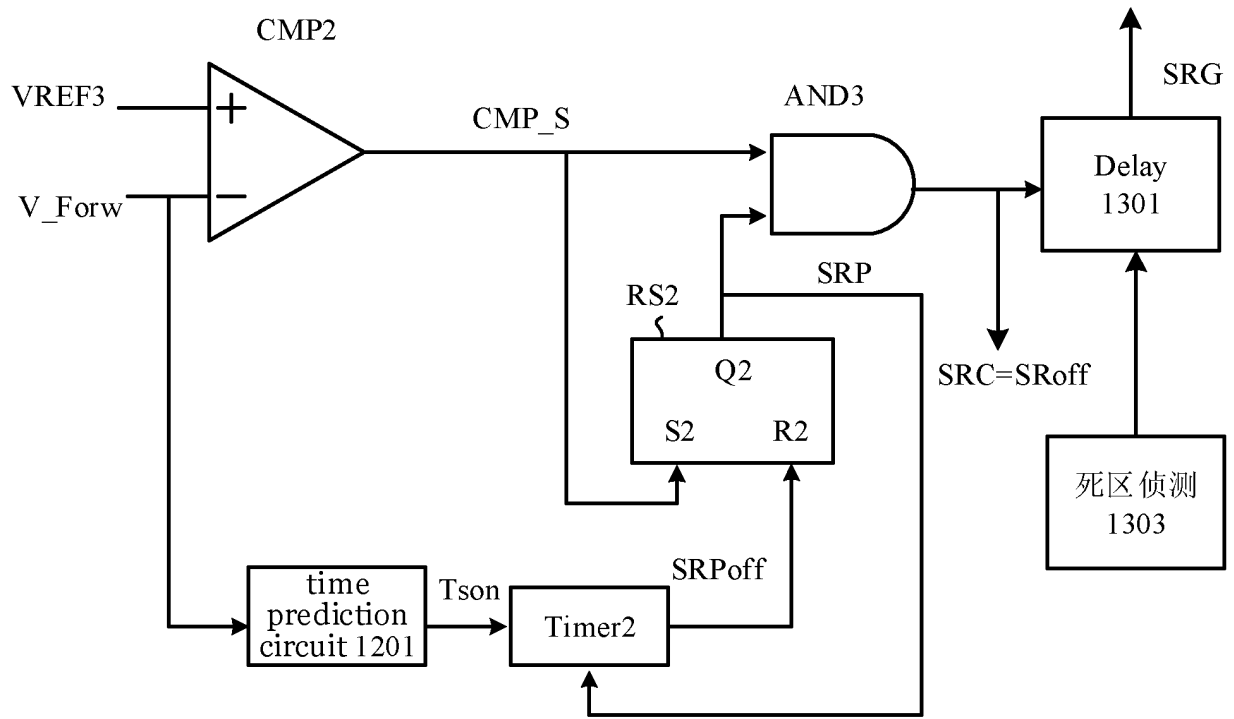 CMP2
SRG
VREF3
+
AND3
CMP_S
Delay
1301
V_Forw
−
SRP
RS2
Q2
SRC=SRoff
S2
R2
死区侦测
1303
SRPoff
time
prediction
circuit 1201
Tson
Timer2